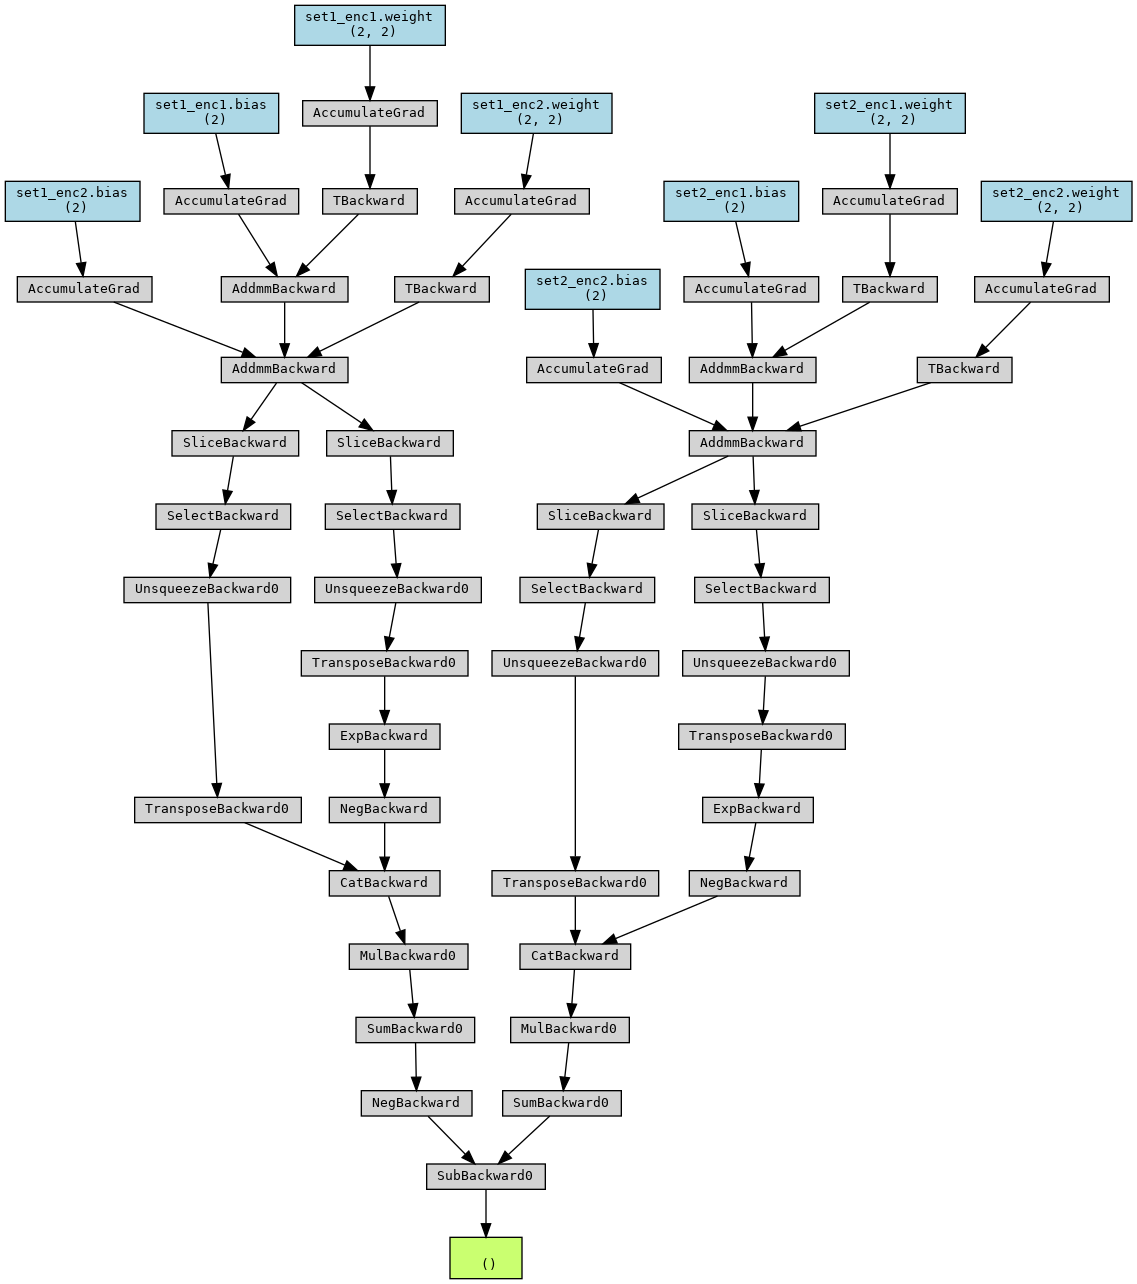 set1_enc1.weight
(2, 2)
set1_enc1.bias
(2)
AccumulateGrad
set1_enc2.weight
(2, 2)
set2_enc1.weight
(2, 2)
set1_enc2.bias
(2)
AccumulateGrad
TBackward
AccumulateGrad
set2_enc1.bias
(2)
AccumulateGrad
set2_enc2.weight
(2, 2)
AccumulateGrad
AddmmBackward
TBackward
set2_enc2.bias
(2)
AccumulateGrad
TBackward
AccumulateGrad
AddmmBackward
AccumulateGrad
AddmmBackward
TBackward
SliceBackward
SliceBackward
AddmmBackward
SelectBackward
SelectBackward
SliceBackward
SliceBackward
UnsqueezeBackward0
UnsqueezeBackward0
SelectBackward
SelectBackward
TransposeBackward0
UnsqueezeBackward0
UnsqueezeBackward0
ExpBackward
TransposeBackward0
TransposeBackward0
NegBackward
ExpBackward
CatBackward
TransposeBackward0
NegBackward
MulBackward0
CatBackward
SumBackward0
MulBackward0
NegBackward
SumBackward0
SubBackward0
()